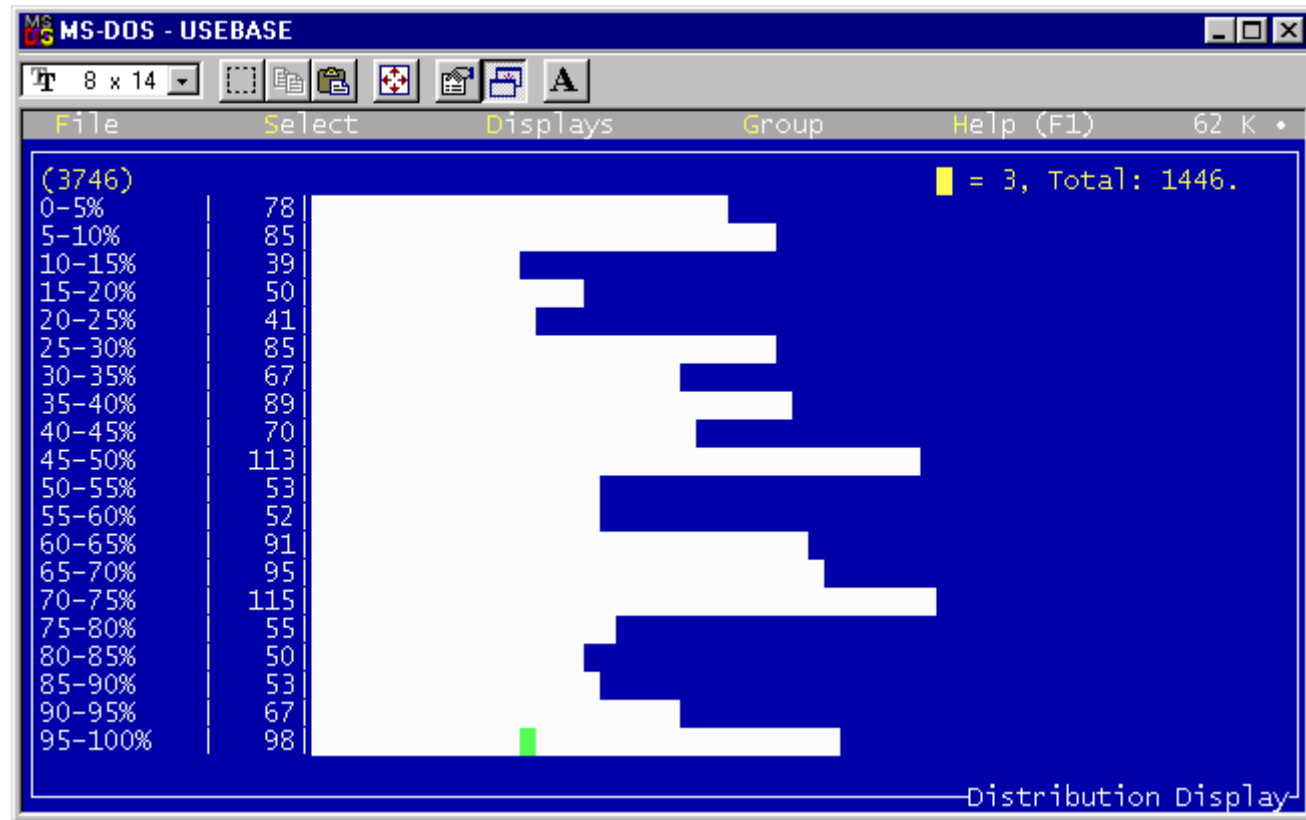 MS-DOS - USEBASE
8 x 14 A
File Select Displays Group Help (F1) 62 K •
(3746) = 3, Total: 1446.
0-5% | 78|
5-10% | 85|
10-15% | 39|
15-20% | 50|
20-25% | 41|
25-30% | 85|
30-35% | 67|
35-40% | 89|
40-45% | 70|
45-50% | 113|
50-55% | 53|
55-60% | 52|
60-65% | 91|
65-70% | 95|
70-75% | 115|
75-80% | 55|
80-85% | 50|
85-90% | 53|
90-95% | 67|
95-100% | 98|
Distribution Display